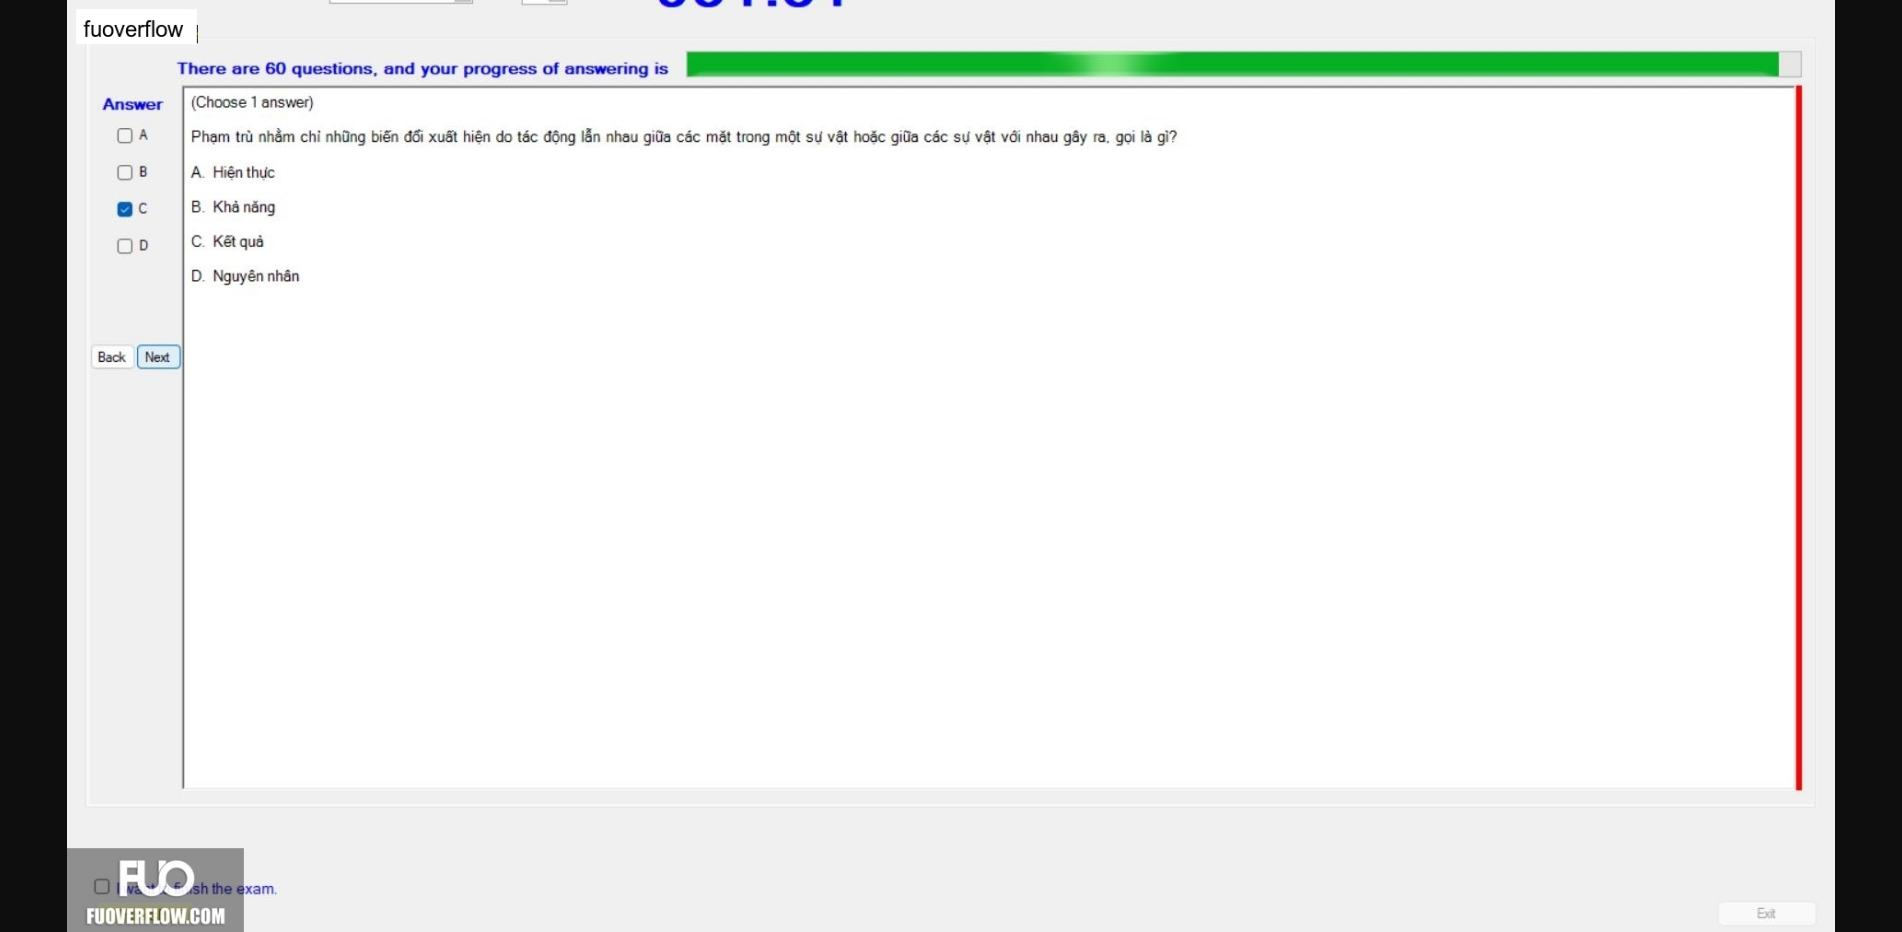 fuoverflow
There are 60 questions, and your progress of answering is
Answer
(Choose 1 answer)
A
Phạm trù nhằm chỉ những biến đổi xuất hiện do tác động lẫn nhau giữa các mặt trong một sự vật hoặc giữa các sự vật với nhau gây ra, gọi là gì?
B
A. Hiện thực
C
B. Khả năng
D
C. Kết quả
D. Nguyên nhân
Back Next
FUO
I want finish the exam.
FUOVERFLOW.COM
Exit